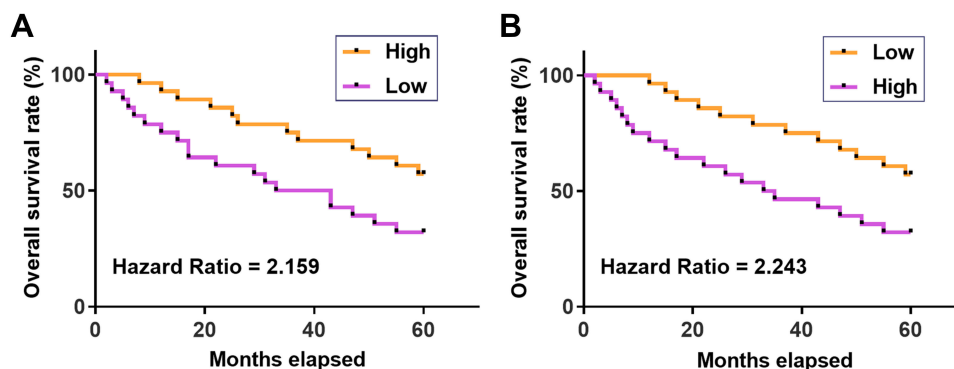 A
Overall survival rate (%)
100
50
0
0 20 40 60
Months elapsed
High
Low
Hazard Ratio = 2.159
B
Overall survival rate (%)
100
50
0
0 20 40 60
Months elapsed
Low
High
Hazard Ratio = 2.243